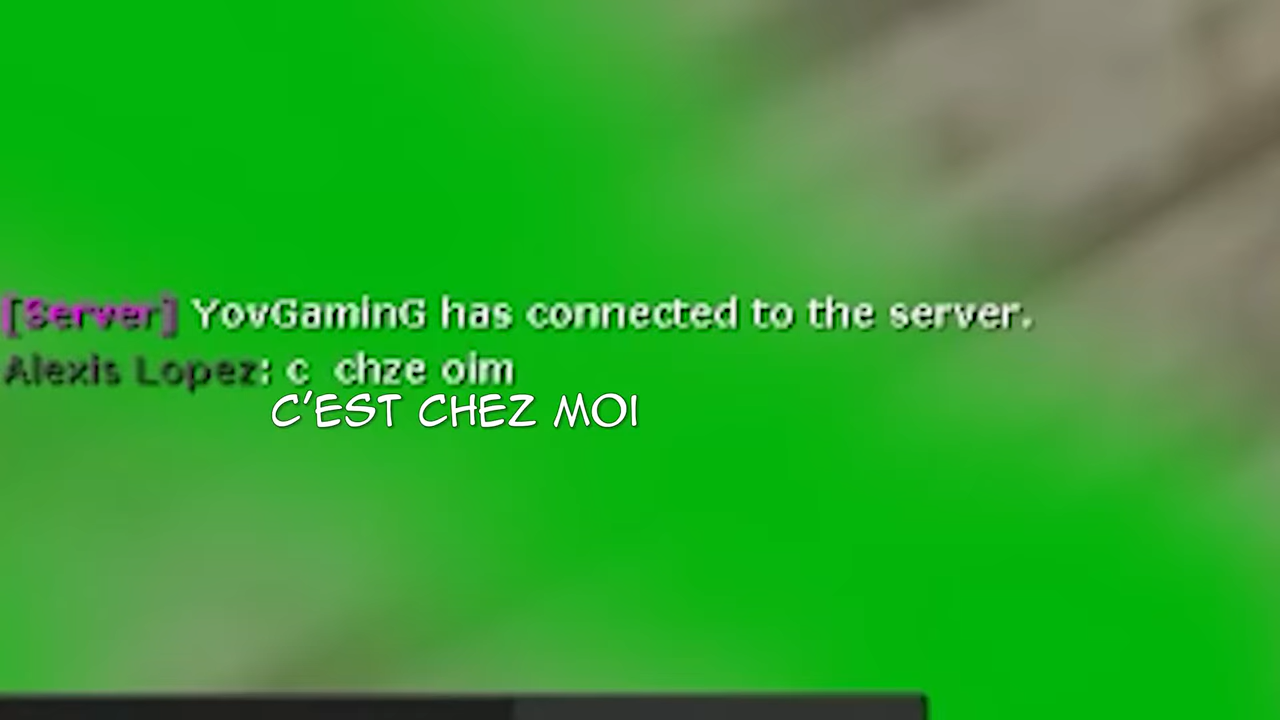 [Server] YovGaminG has connected to the server.
Alexis Lopez: c chze oim
C'EST CHEZ MOI